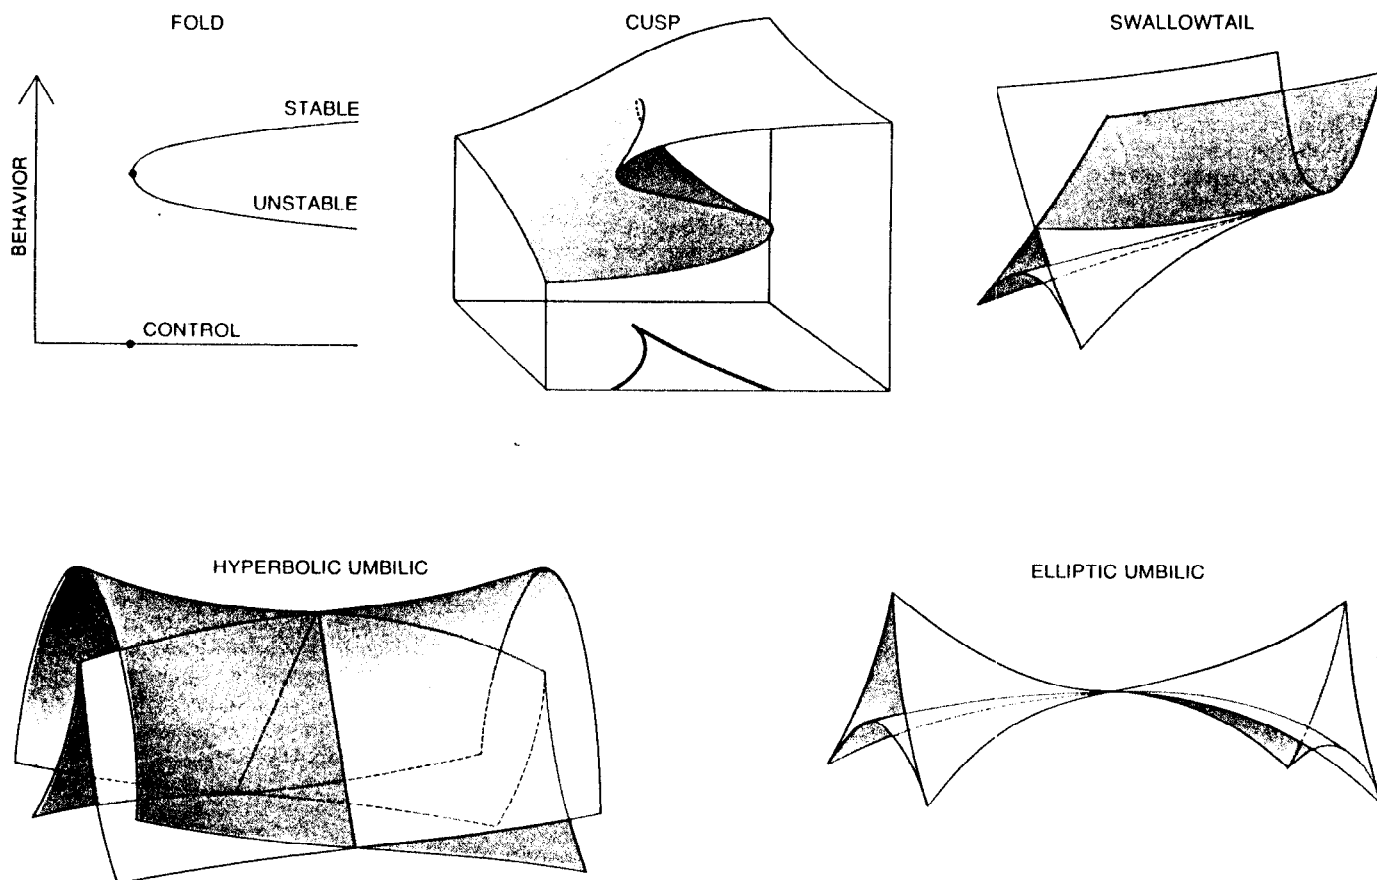 FOLD
CUSP
SWALLOWTAIL
BEHAVIOR
STABLE
UNSTABLE
CONTROL
HYPERBOLIC UMBILIC
ELLIPTIC UMBILIC